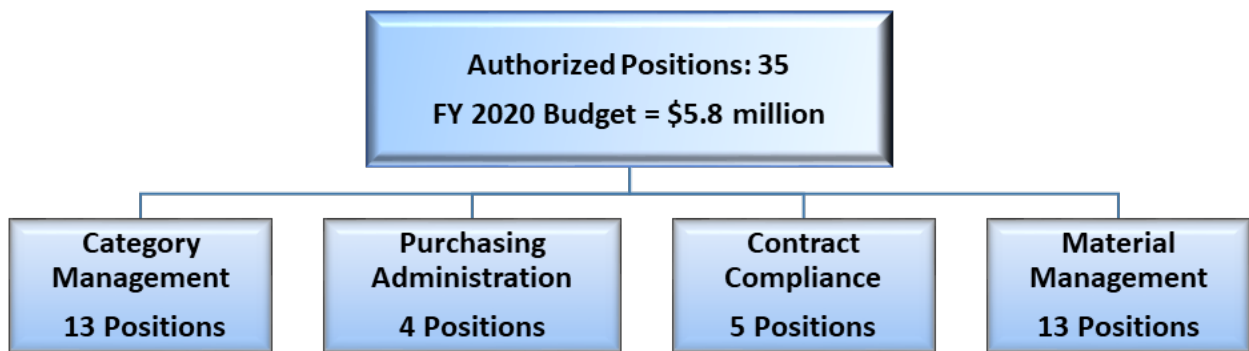 Authorized Positions: 35
FY 2020 Budget = $5.8 million
Category
Management
13 Positions
Purchasing
Administration
4 Positions
Contract
Compliance
5 Positions
Material
Management
13 Positions